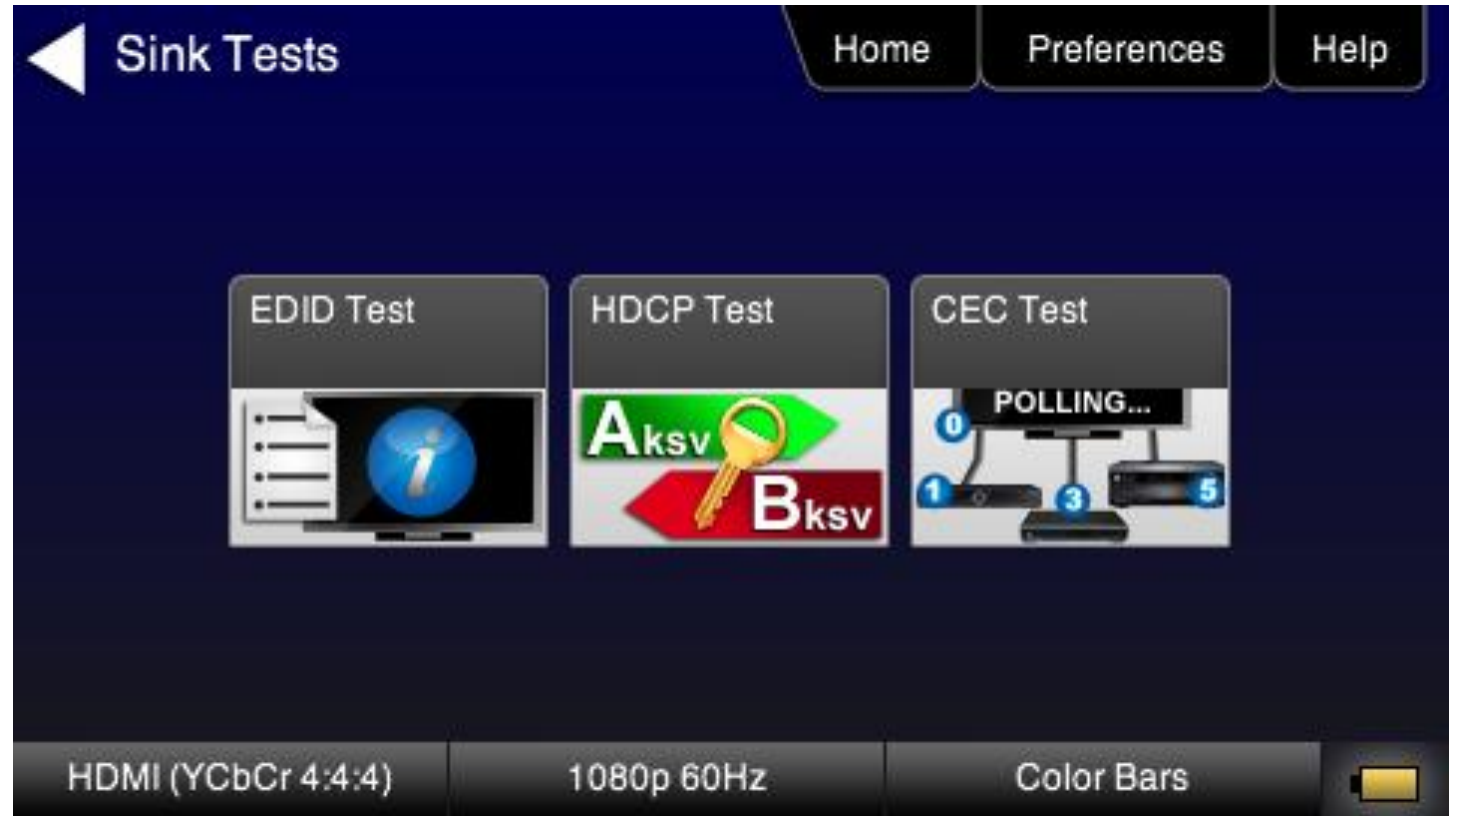 Sink Tests
Home
Preferences
Help
EDID Test
HDCP Test
CEC Test
i
Aksv
Bksv
POLLING...
0
1
3
5
HDMI (YCbCr 4:4:4)
1080p 60Hz
Color Bars